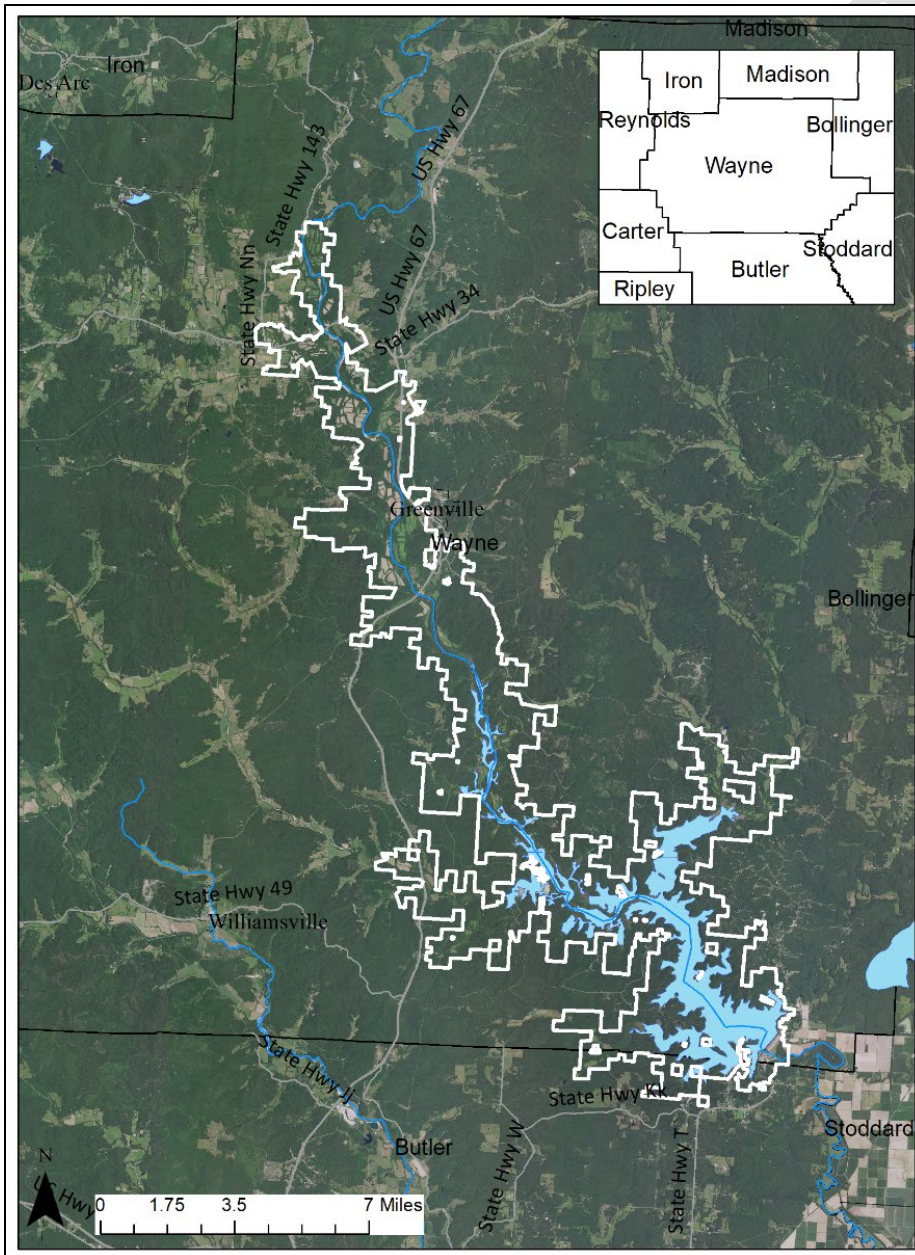 Madison
Iron
Des Arc
US Hwy 67
State Hwy 143
State Hwy Nn
US Hwy 67
State Hwy 34
Iron
Madison
Reynolds
Bollinger
Wayne
Carter
Stoddard
Butler
Ripley
Greenville
Wayne
Bollinger
State Hwy 49
Williamsville
State Hwy Jj
State Hwy Kk
Butler
State Hwy W
State Hwy T
Stoddard
N
US Hwy
0 1.75 3.5 7 Miles